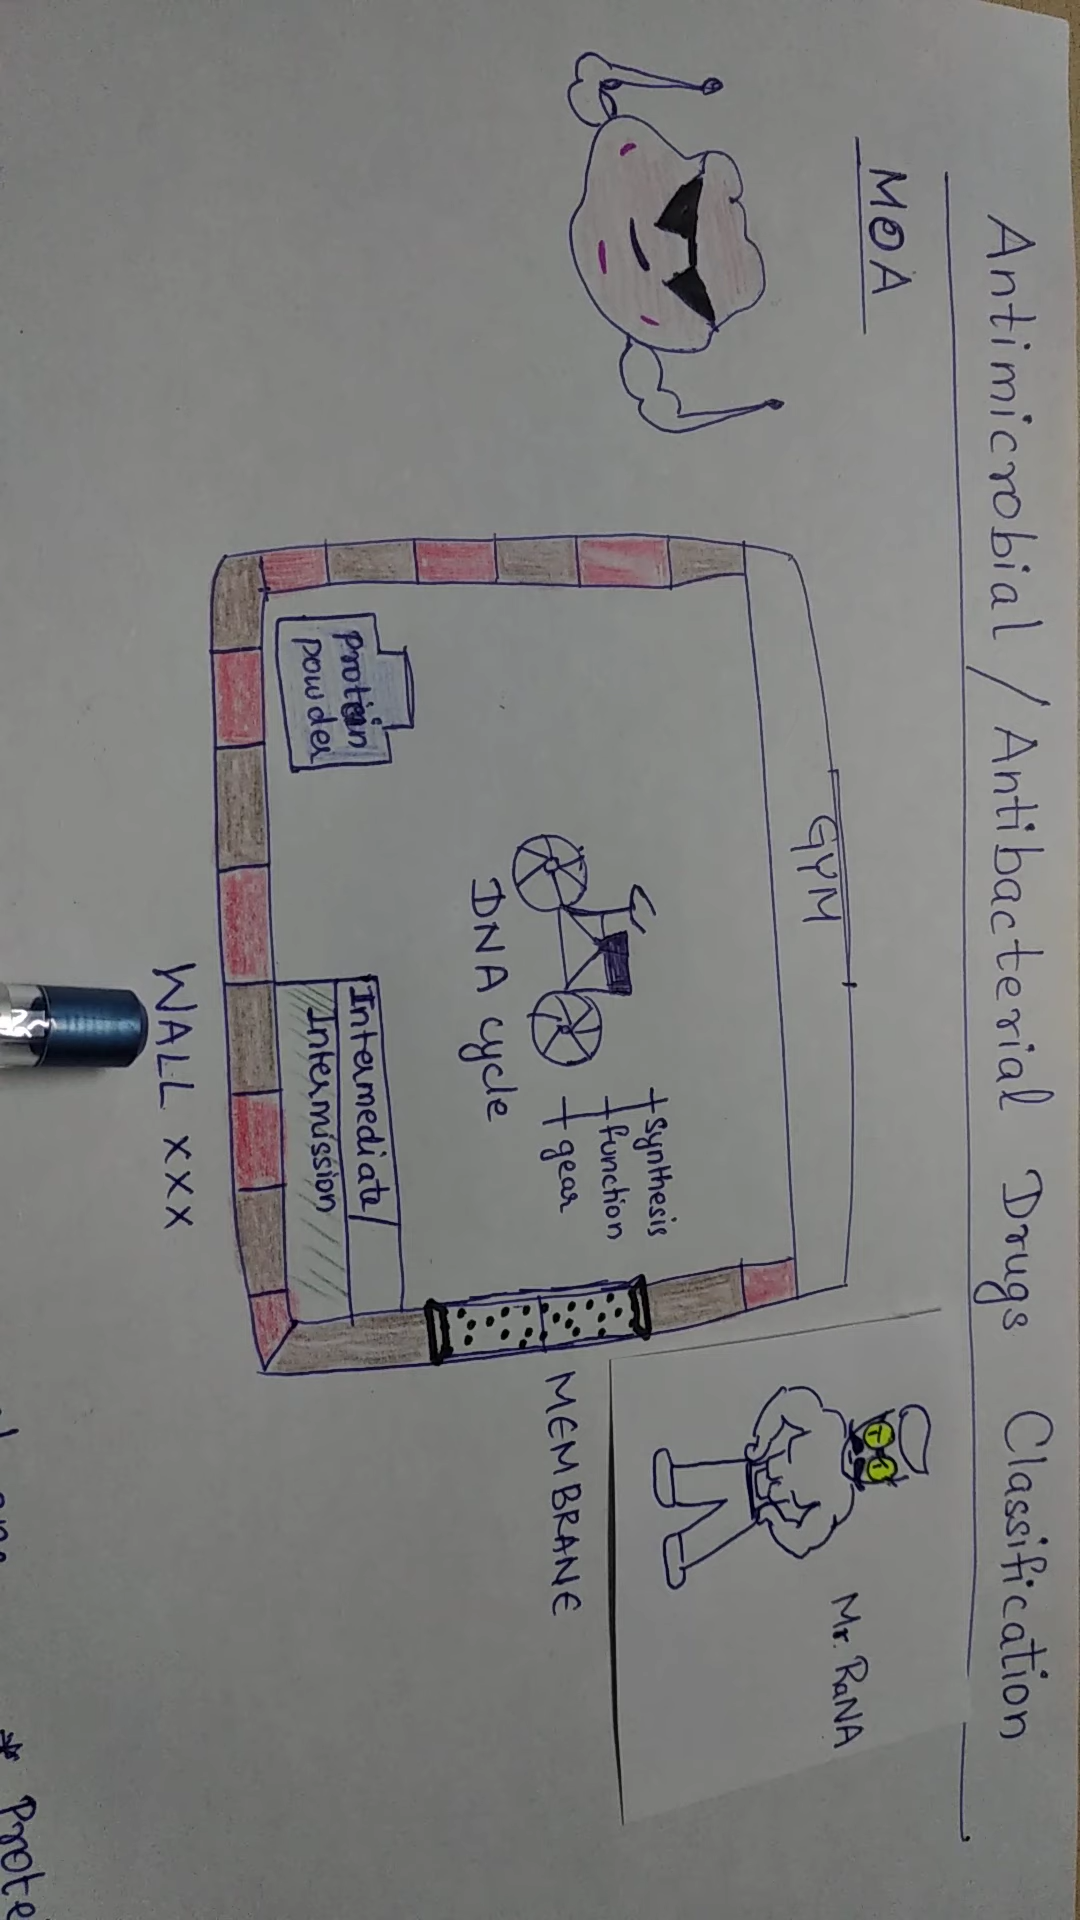 Antimicrobial / Antibacterial Drugs Classification
MOA
GYM
Mr. RaNA
synthesis
function
gear
DNA cycle
MEMBRANE
Protein
powder
Intermediate/
Intermission
WALL XXX
* Prote